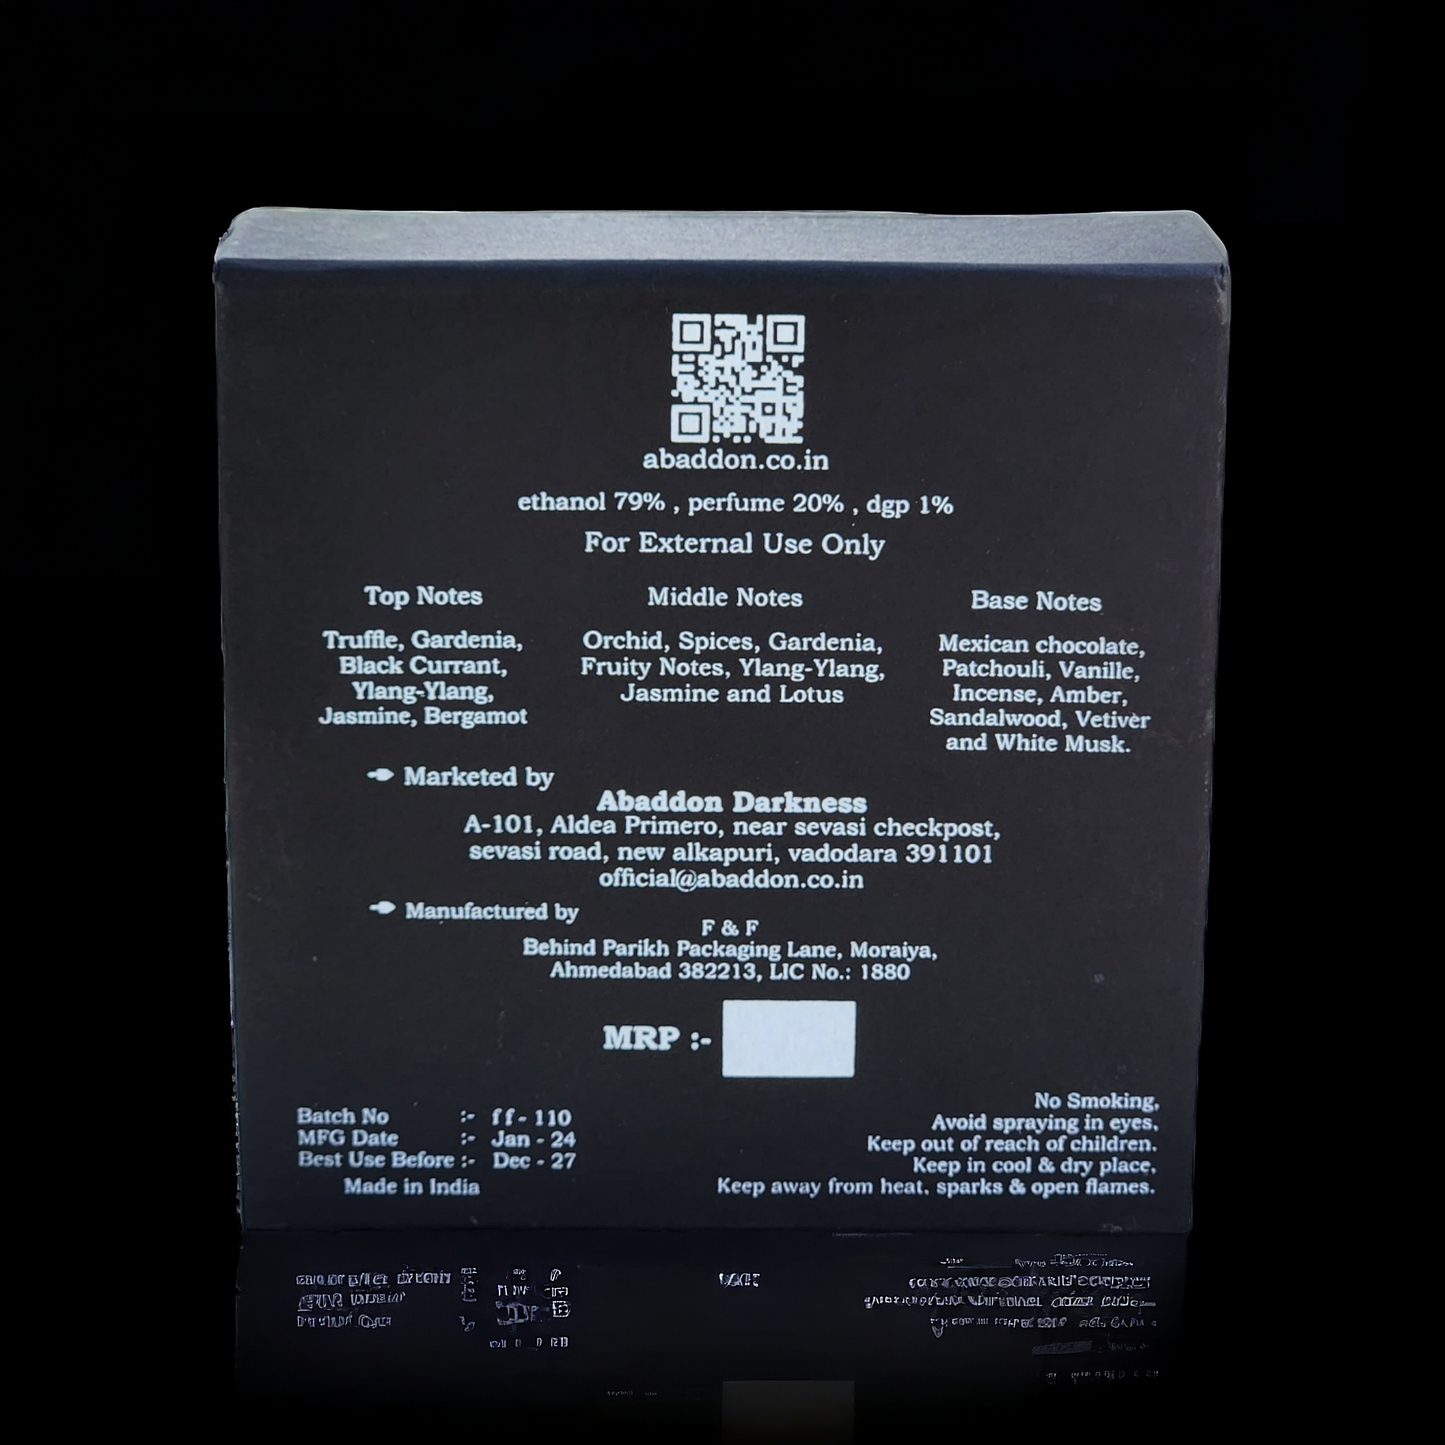 abaddon.co.in
ethanol 79% , perfume 20% , dgp 1%
For External Use Only
Top Notes
Truffle, Gardenia,
Black Currant,
Ylang-Ylang,
Jasmine, Bergamot
Middle Notes
Orchid, Spices, Gardenia,
Fruity Notes, Ylang-Ylang,
Jasmine and Lotus
Base Notes
Mexican chocolate,
Patchouli, Vanille,
Incense, Amber,
Sandalwood, Vetiver
and White Musk.
Marketed by
Abaddon Darkness
A-101, Aldea Primero, near sevasi checkpost,
sevasi road, new alkapuri, vadodara 391101
official@abaddon.co.in
Manufactured by
F & F
Behind Parikh Packaging Lane, Moraiya,
Ahmedabad 382213, LIC No.: 1880
MRP :-
Batch No :- ff - 110
MFG Date :- Jan - 24
Best Use Before :- Dec - 27
Made in India
No Smoking,
Avoid spraying in eyes,
Keep out of reach of children.
Keep in cool & dry place,
Keep away from heat, sparks & open flames.